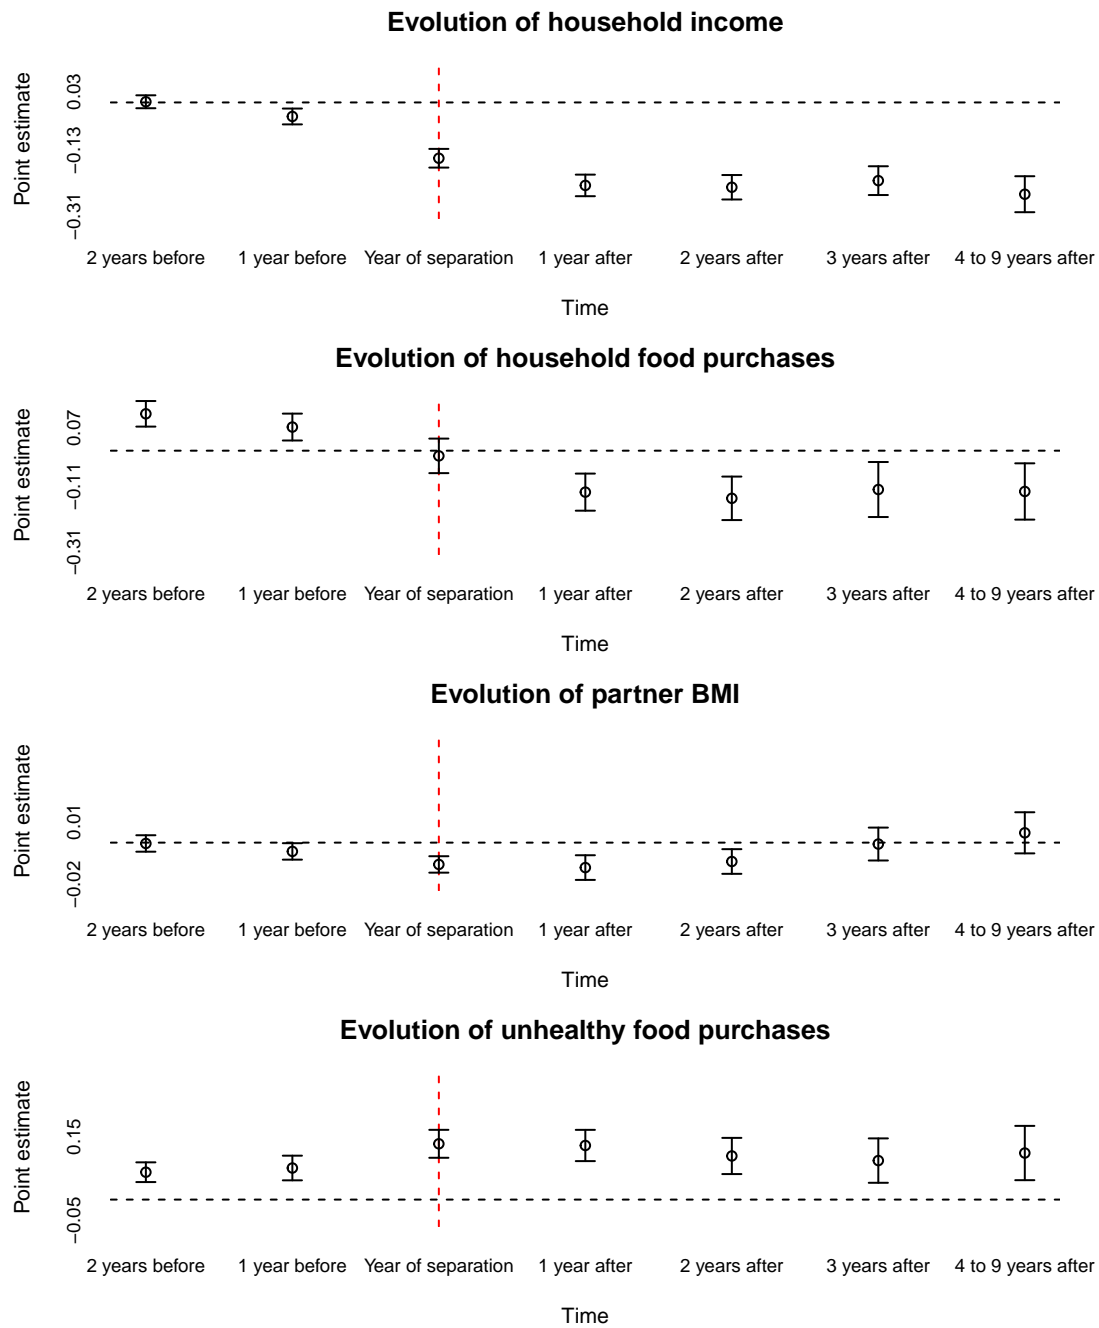 Evolution of household income
Point estimate
0.03
−0.13
−0.31
2 years before 1 year before Year of separation 1 year after 2 years after 3 years after 4 to 9 years after
Time
Evolution of household food purchases
Point estimate
0.07
−0.11
−0.31
2 years before 1 year before Year of separation 1 year after 2 years after 3 years after 4 to 9 years after
Time
Evolution of partner BMI
Point estimate
0.01
−0.02
2 years before 1 year before Year of separation 1 year after 2 years after 3 years after 4 to 9 years after
Time
Evolution of unhealthy food purchases
Point estimate
0.15
−0.05
2 years before 1 year before Year of separation 1 year after 2 years after 3 years after 4 to 9 years after
Time